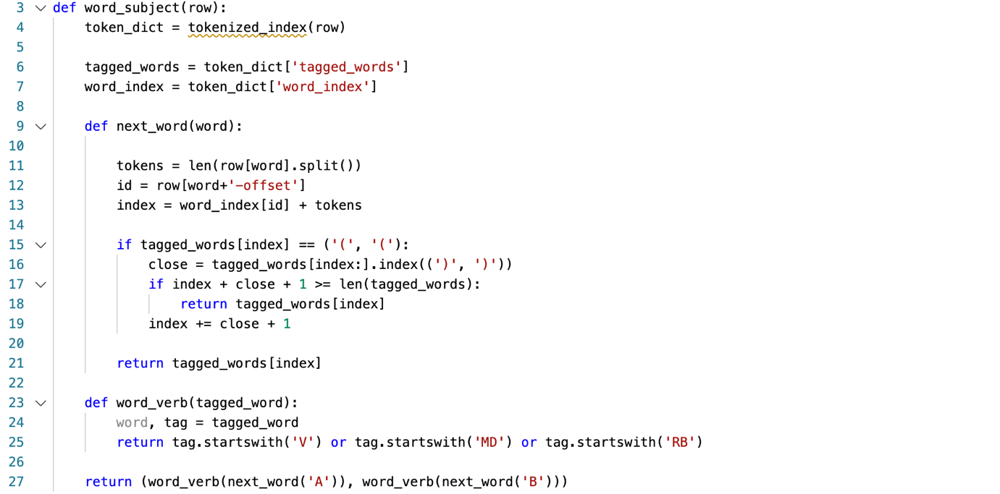 3 def word_subject(row):
4     token_dict = tokenized_index(row)
5
6     tagged_words = token_dict['tagged_words']
7     word_index = token_dict['word_index']
8
9     def next_word(word):
10
11         tokens = len(row[word].split())
12         id = row[word+'-offset']
13         index = word_index[id] + tokens
14
15         if tagged_words[index] == ('(', '('):
16             close = tagged_words[index:].index((')', ')'))
17             if index + close + 1 >= len(tagged_words):
18                 return tagged_words[index]
19             index += close + 1
20
21         return tagged_words[index]
22
23     def word_verb(tagged_word):
24         word, tag = tagged_word
25         return tag.startswith('V') or tag.startswith('MD') or tag.startswith('RB')
26
27     return (word_verb(next_word('A')), word_verb(next_word('B')))